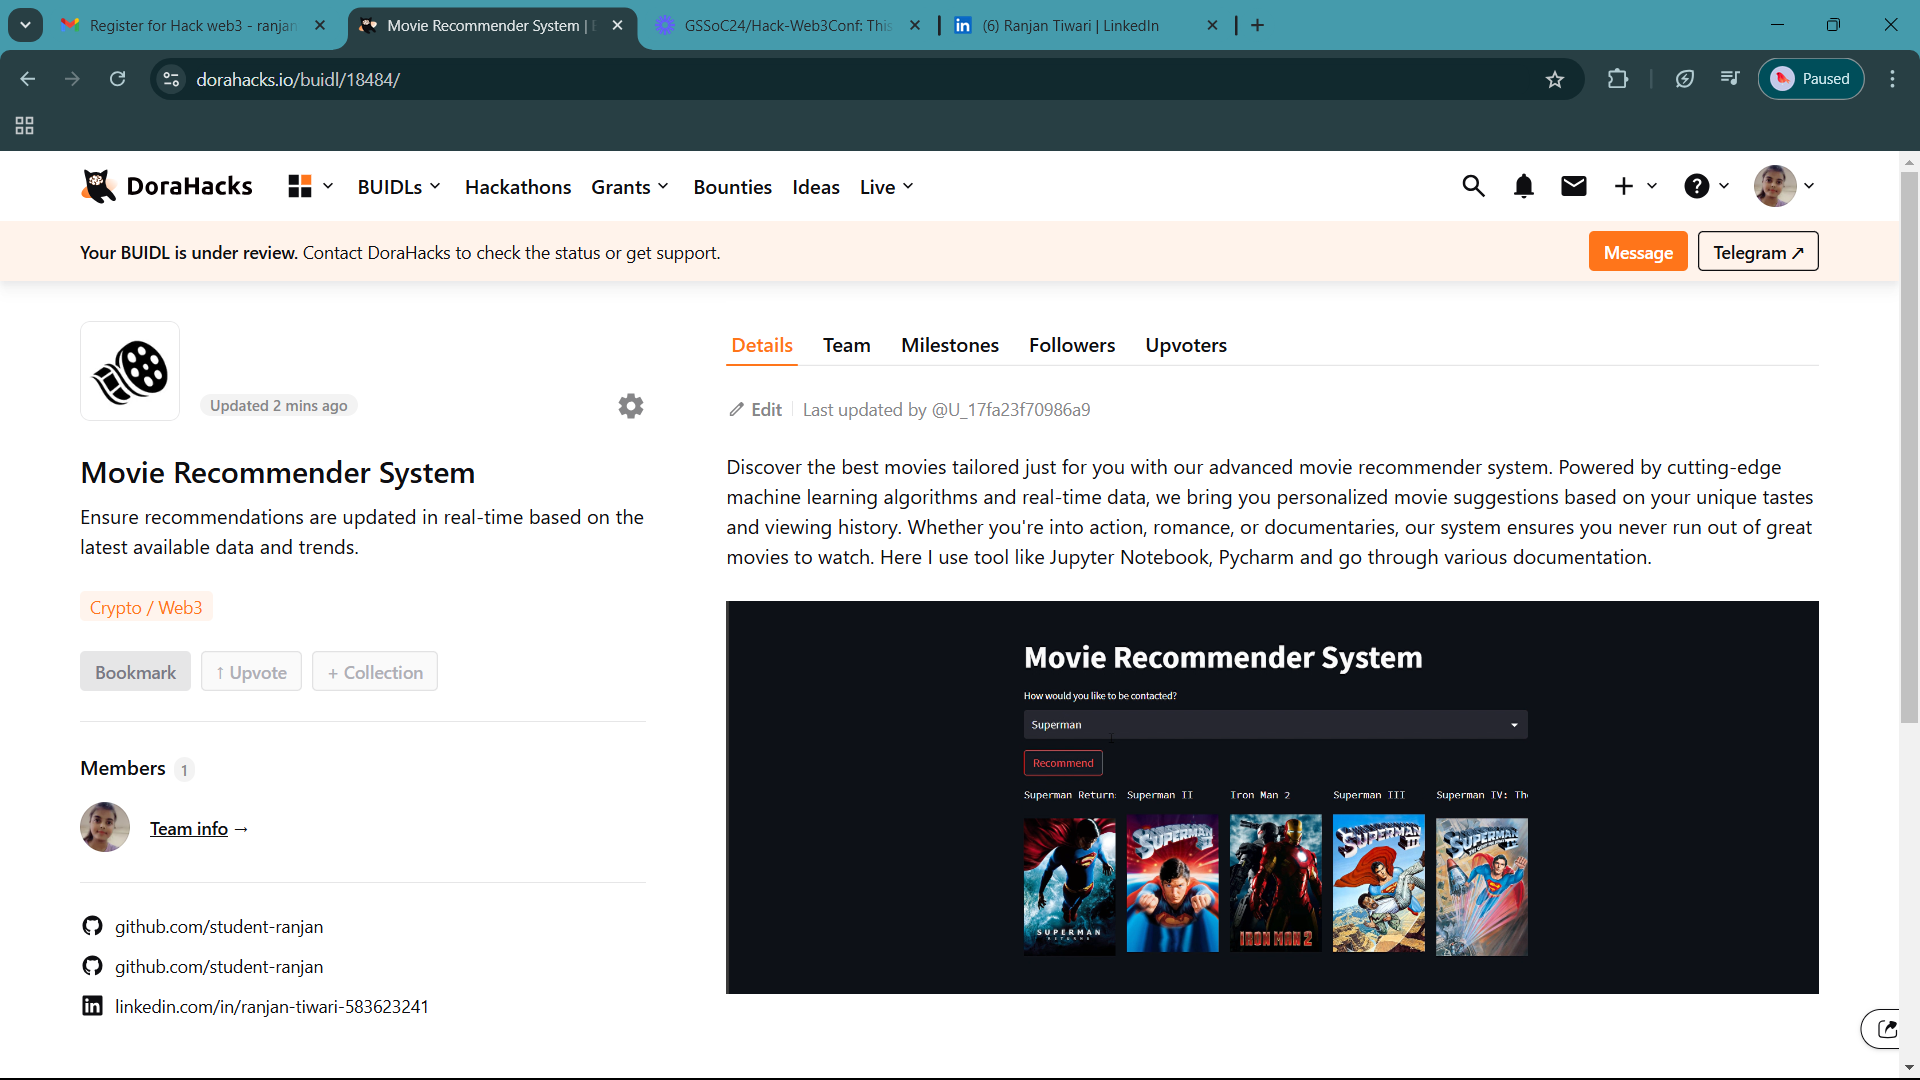 Register for Hack web3 - ranjan
Movie Recommender System |
GSSoC24/Hack-Web3Conf: This
(6) Ranjan Tiwari | LinkedIn
dorahacks.io/buidl/18484/
Paused
DoraHacks
BUIDLs
Hackathons
Grants
Bounties
Ideas
Live
Your BUIDL is under review. Contact DoraHacks to check the status or get support.
Message
Telegram ↗
Updated 2 mins ago
Movie Recommender System
Ensure recommendations are updated in real-time based on the
latest available data and trends.
Crypto / Web3
Bookmark
↑ Upvote
+ Collection
Members 1
Team info →
github.com/student-ranjan
github.com/student-ranjan
linkedin.com/in/ranjan-tiwari-583623241
Details
Team
Milestones
Followers
Upvoters
Edit
Last updated by @U_17fa23f70986a9
Discover the best movies tailored just for you with our advanced movie recommender system. Powered by cutting-edge
machine learning algorithms and real-time data, we bring you personalized movie suggestions based on your unique tastes
and viewing history. Whether you're into action, romance, or documentaries, our system ensures you never run out of great
movies to watch. Here I use tool like Jupyter Notebook, Pycharm and go through various documentation.
Movie Recommender System
How would you like to be contacted?
Superman
Recommend
Superman Return
Superman II
Iron Man 2
Superman III
Superman IV: The
SUPERMAN
RETURNS
SUPERMAN
II
IRON MAN 2
SUPERMAN
III
SUPERMAN